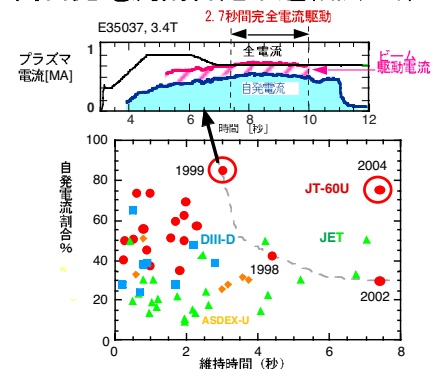 2.7秒間完全電流駆動
E35037, 3.4T
プラズマ
電流[MA]
1
0
全電流
自発電流
ビーム
駆動電流
4 6 8 10 12
時間 [秒]
自発電流割合%
100
80
60
40
20
0
1999
2004
JT-60U
DIII-D
JET
1998
ASDEX-U
2002
0 2 4 6 8
維持時間（秒）